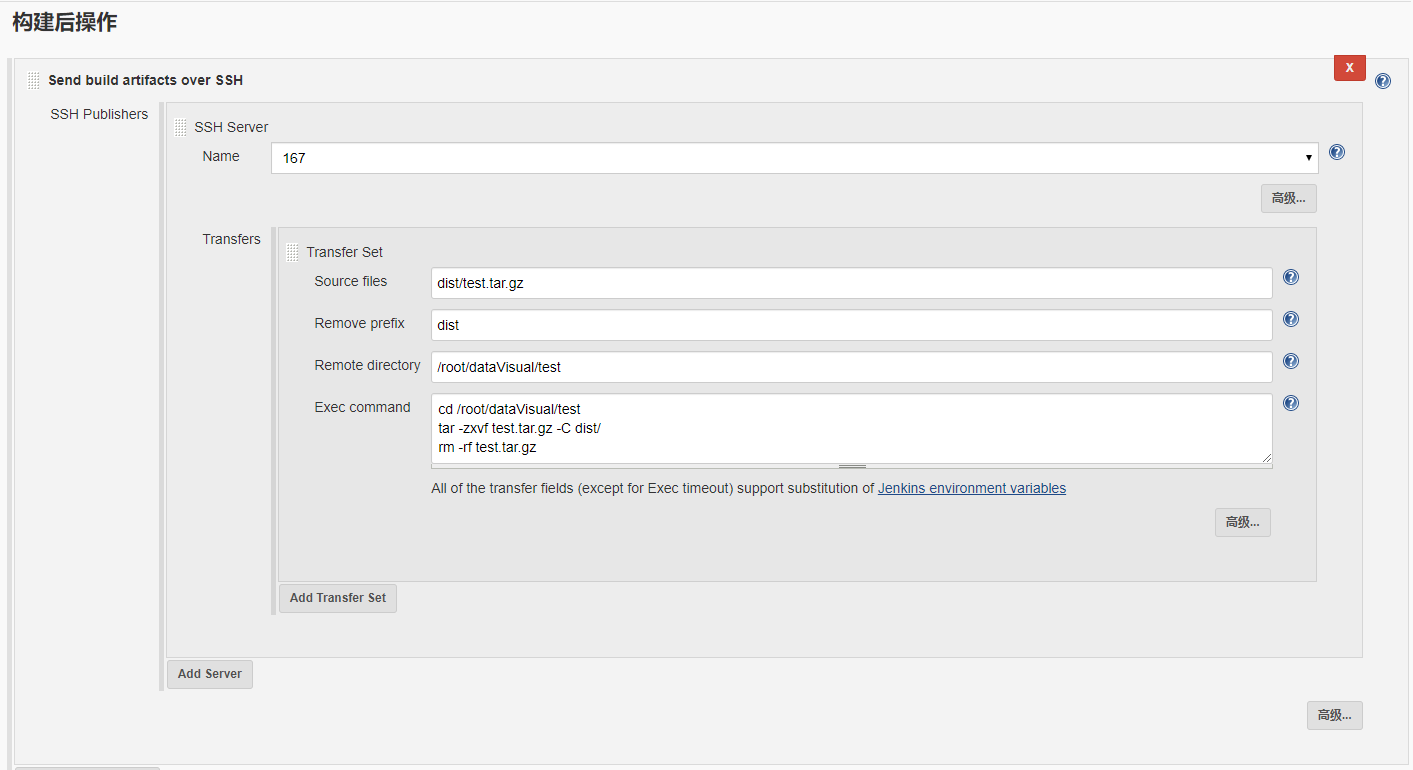 构建后操作
Send build artifacts over SSH
X
SSH Publishers
SSH Server
Name
167
高级...
Transfers
Transfer Set
Source files
dist/test.tar.gz
Remove prefix
dist
Remote directory
/root/dataVisual/test
Exec command
cd /root/dataVisual/test
tar -zxvf test.tar.gz -C dist/
rm -rf test.tar.gz
All of the transfer fields (except for Exec timeout) support substitution of Jenkins environment variables
高级...
Add Transfer Set
Add Server
高级...